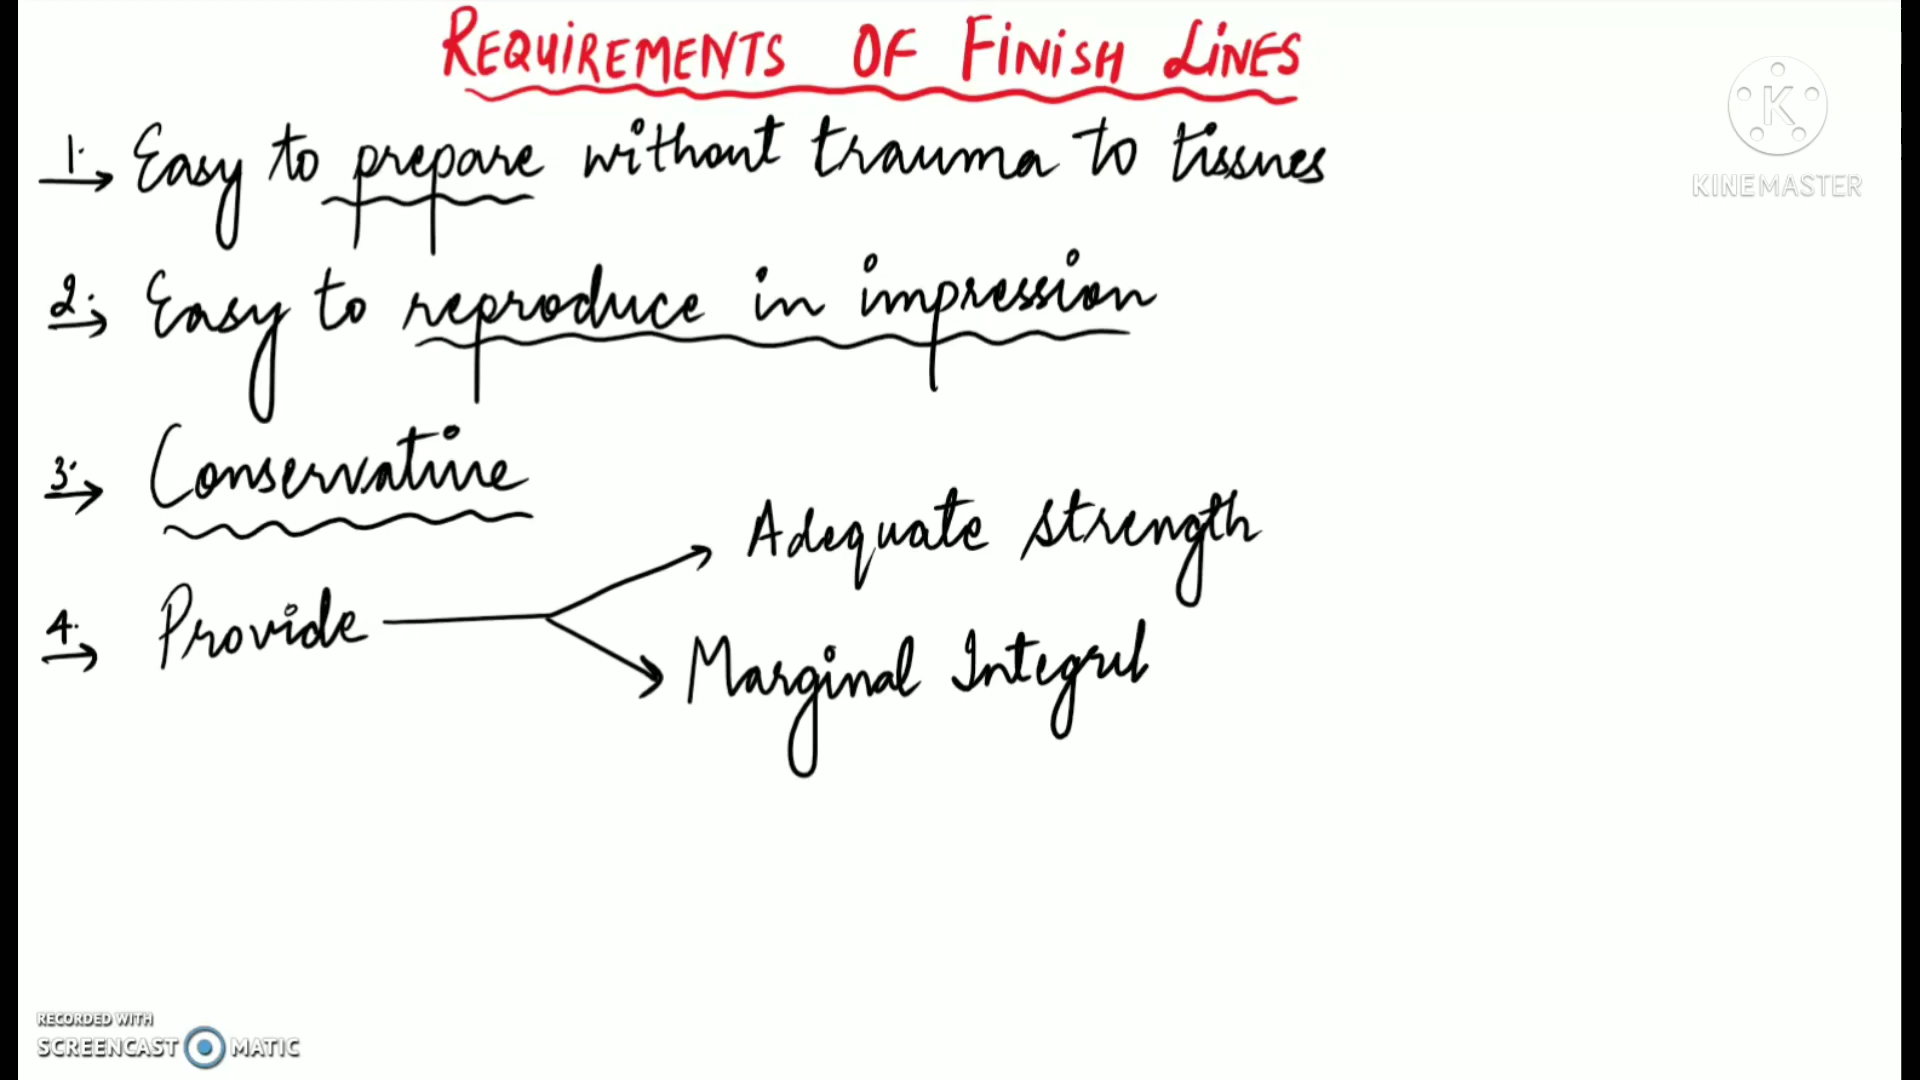 REQUIREMENTS OF FINISH LINES
1. Easy to prepare without trauma to tissues
2. Easy to reproduce in impression
3. Conservative
4. Provide
Adequate strength
Marginal Integrit
KINEMASTER
RECORDED WITH
SCREENCAST MATIC